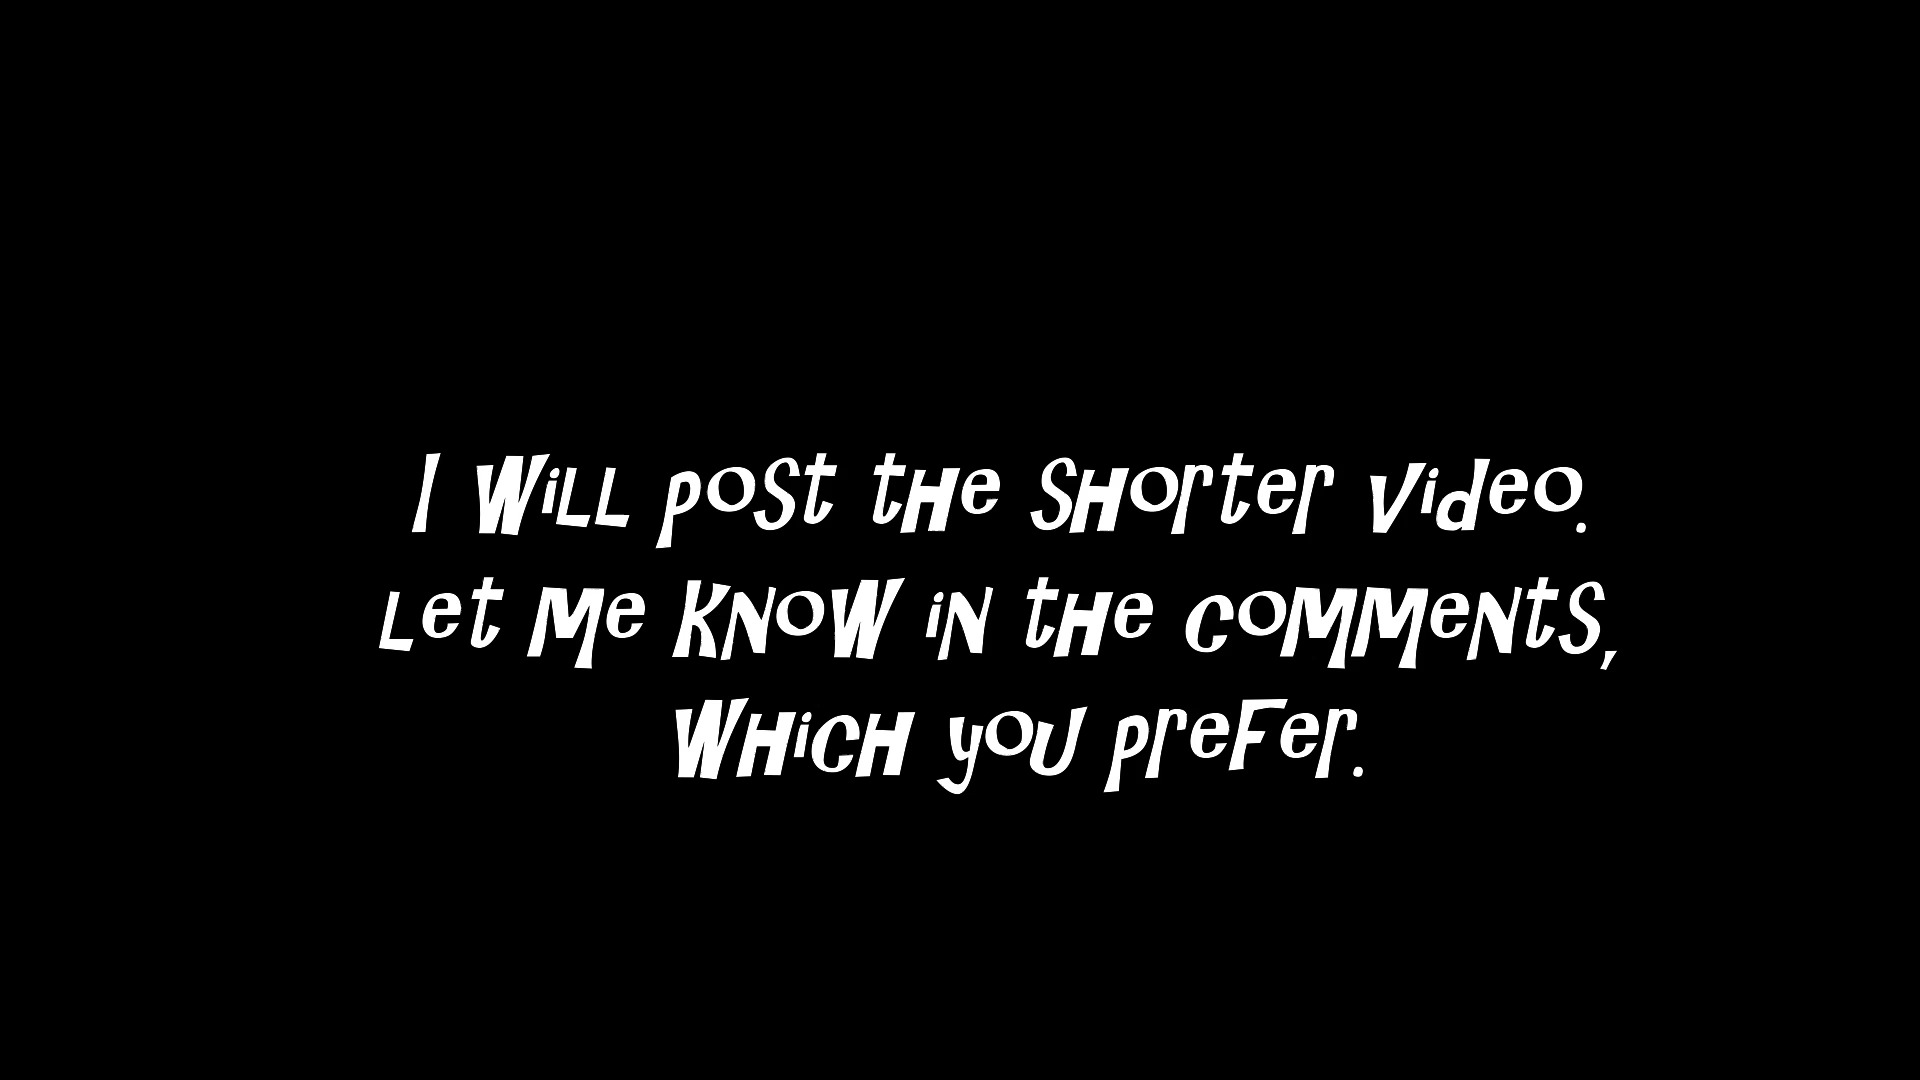 I will post the shorter video.
Let me know in the comments,
which you prefer.